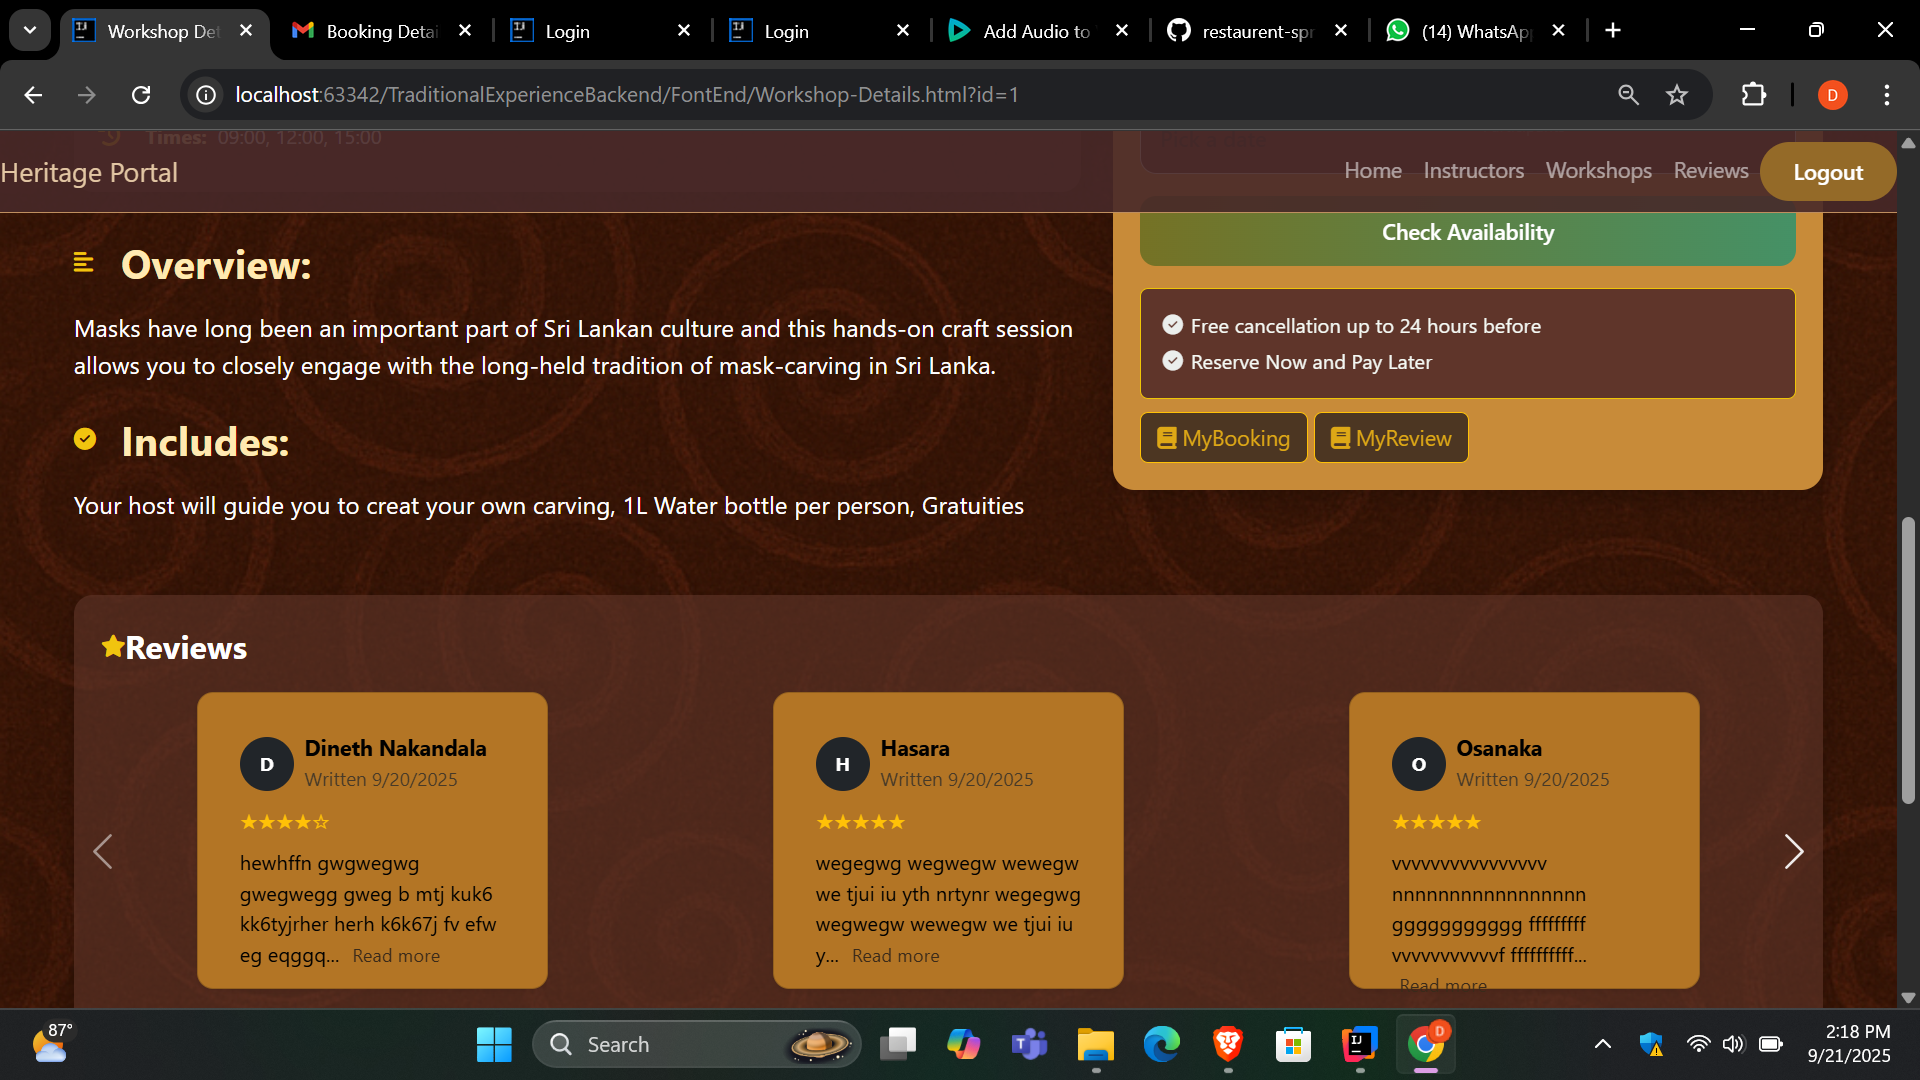 Workshop Det
Booking Detai
Login
Login
Add Audio to
restaurent-spr
(14) WhatsApp
localhost:63342/TraditionalExperienceBackend/FontEnd/Workshop-Details.html?id=1
D
Times: 09:00, 12:00, 15:00
Heritage Portal
Home
Instructors
Workshops
Reviews
Logout
Check Availability
Overview:
Masks have long been an important part of Sri Lankan culture and this hands-on craft session
allows you to closely engage with the long-held tradition of mask-carving in Sri Lanka.
Free cancellation up to 24 hours before
Reserve Now and Pay Later
MyBooking
MyReview
Includes:
Your host will guide you to creat your own carving, 1L Water bottle per person, Gratuities
Reviews
D
Dineth Nakandala
Written 9/20/2025
★★★★☆
hewhffn gwgwegwg
gwegwegg gweg b mtj kuk6
kk6tyjrher herh k6k67j fv efw
eg eqggq... Read more
H
Hasara
Written 9/20/2025
★★★★★
wegegwg wegwegw wewegw
we tjui iu yth nrtynr wegegwg
wegwegw wewegw we tjui iu
y... Read more
O
Osanaka
Written 9/20/2025
★★★★★
vvvvvvvvvvvvvvvv
nnnnnnnnnnnnnnnnn
ggggggggggg fffffffff
vvvvvvvvvvvf ffffffffff...
Read more
87°
Search
2:18 PM
9/21/2025